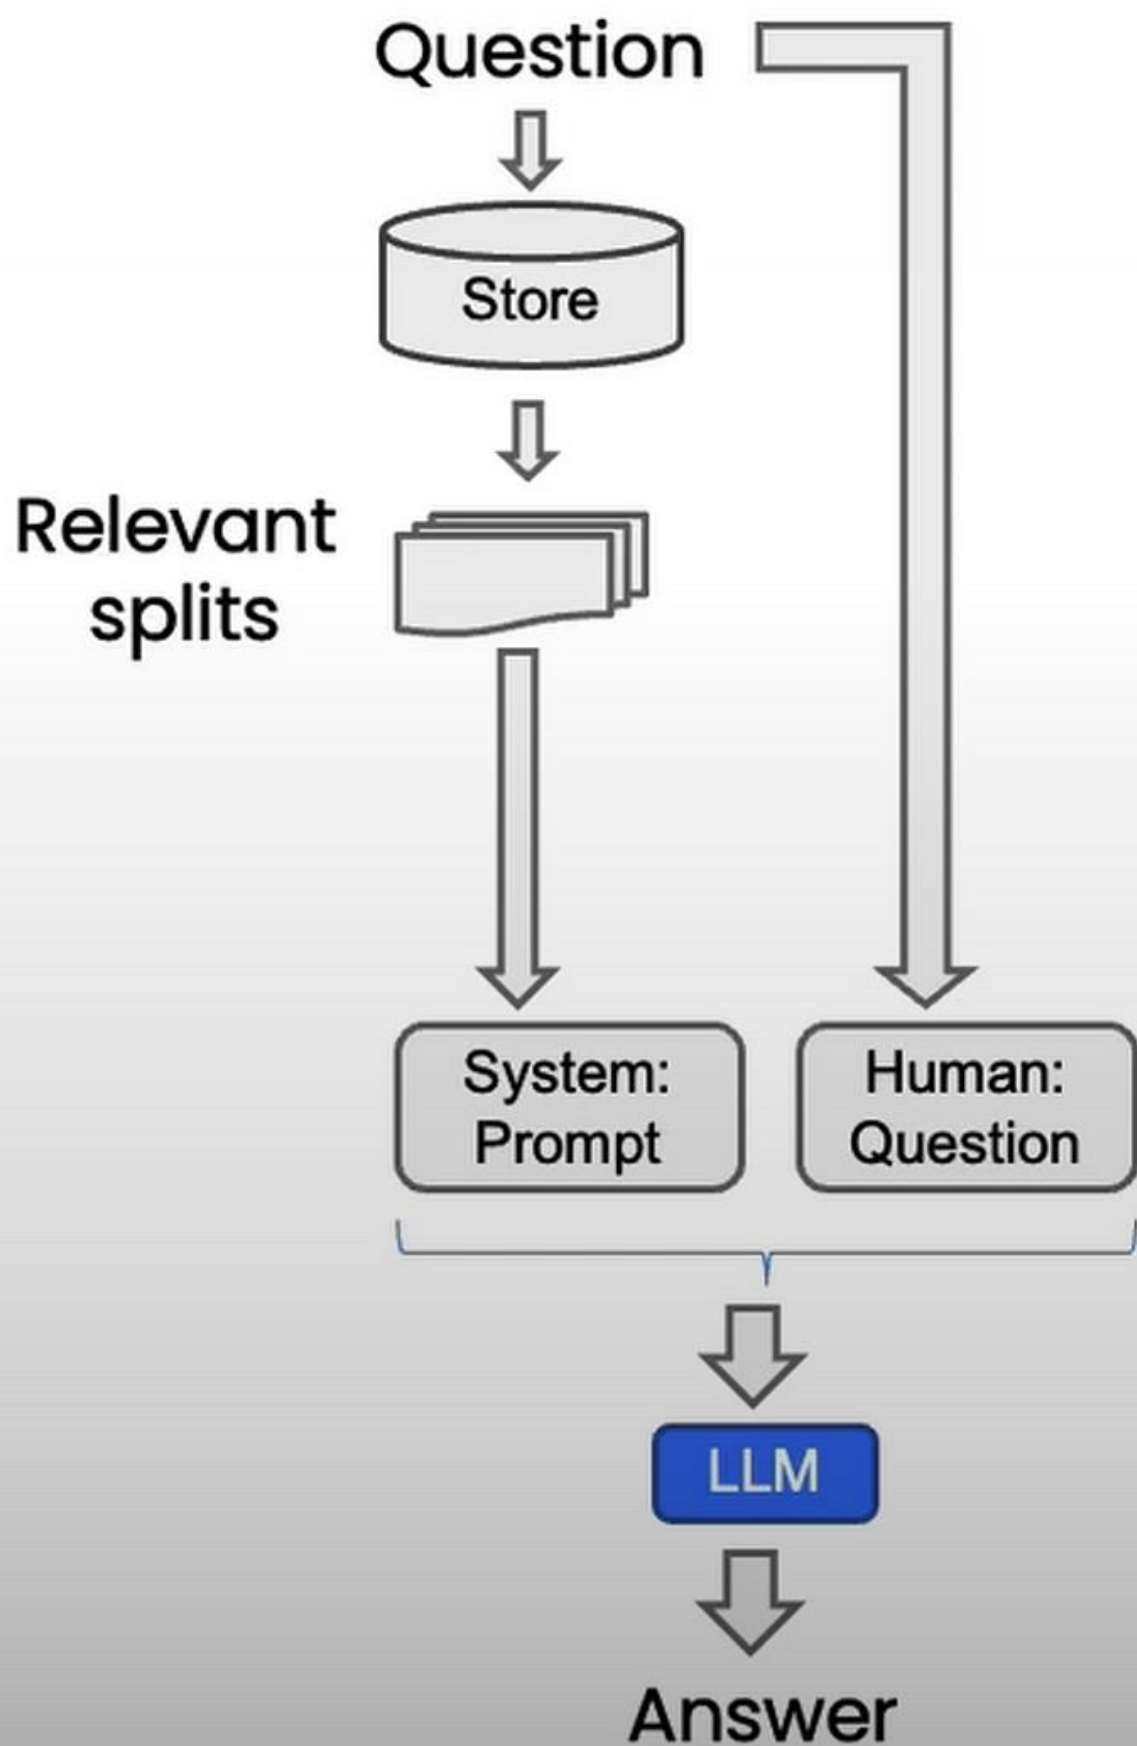 Question
Store
Relevant
splits
System:
Prompt
Human:
Question
LLM
Answer